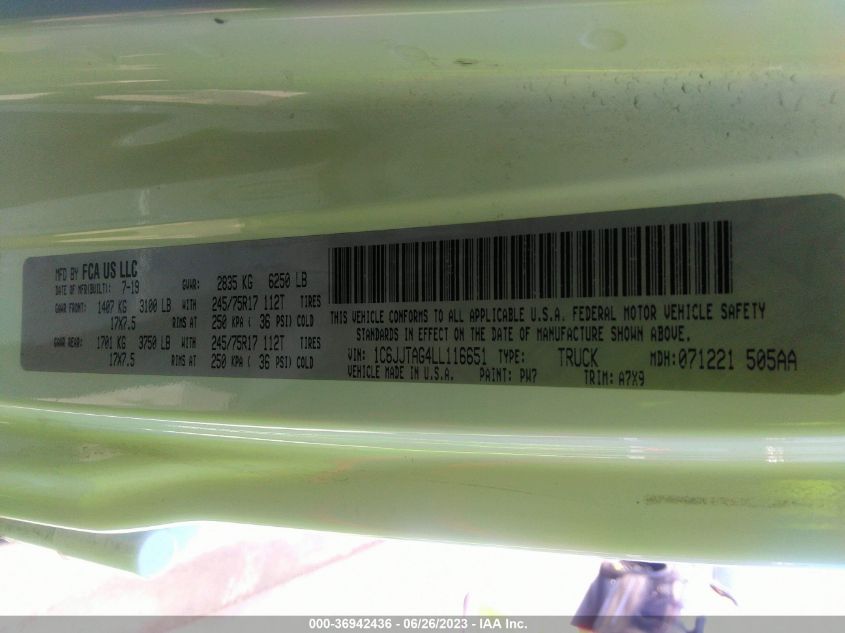 MFD BY FCA US LLC
DATE OF MFR(BUILT): 7-19 GVWR: 2835 KG 6250 LB
GAWR FRONT: 1407 KG 3100 LB WITH 245/75R17 112T TIRES
17X7.5 RIMS AT 250 KPA ( 36 PSI) COLD
GAWR REAR: 1701 KG 3750 LB WITH 245/75R17 112T TIRES
17X7.5 RIMS AT 250 KPA ( 36 PSI) COLD
THIS VEHICLE CONFORMS TO ALL APPLICABLE U.S.A. FEDERAL MOTOR VEHICLE SAFETY
STANDARDS IN EFFECT ON THE DATE OF MANUFACTURE SHOWN ABOVE.
VIN: 1C6JJTAG4LL116651 TYPE: TRUCK MDH:071221 505AA
VEHICLE MADE IN U.S.A. PAINT: PW7 TRIM: A7X9
000-36942436 - 06/26/2023 - IAA Inc.